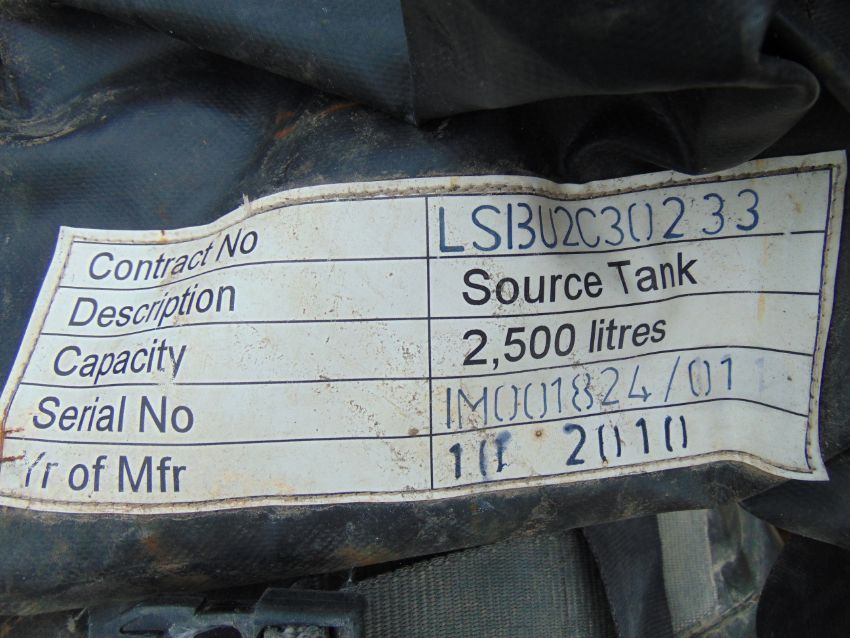 Contract No LSBU2C30233
Description Source Tank
Capacity 2,500 litres
Serial No IM001824/01
Yr of Mfr 2010